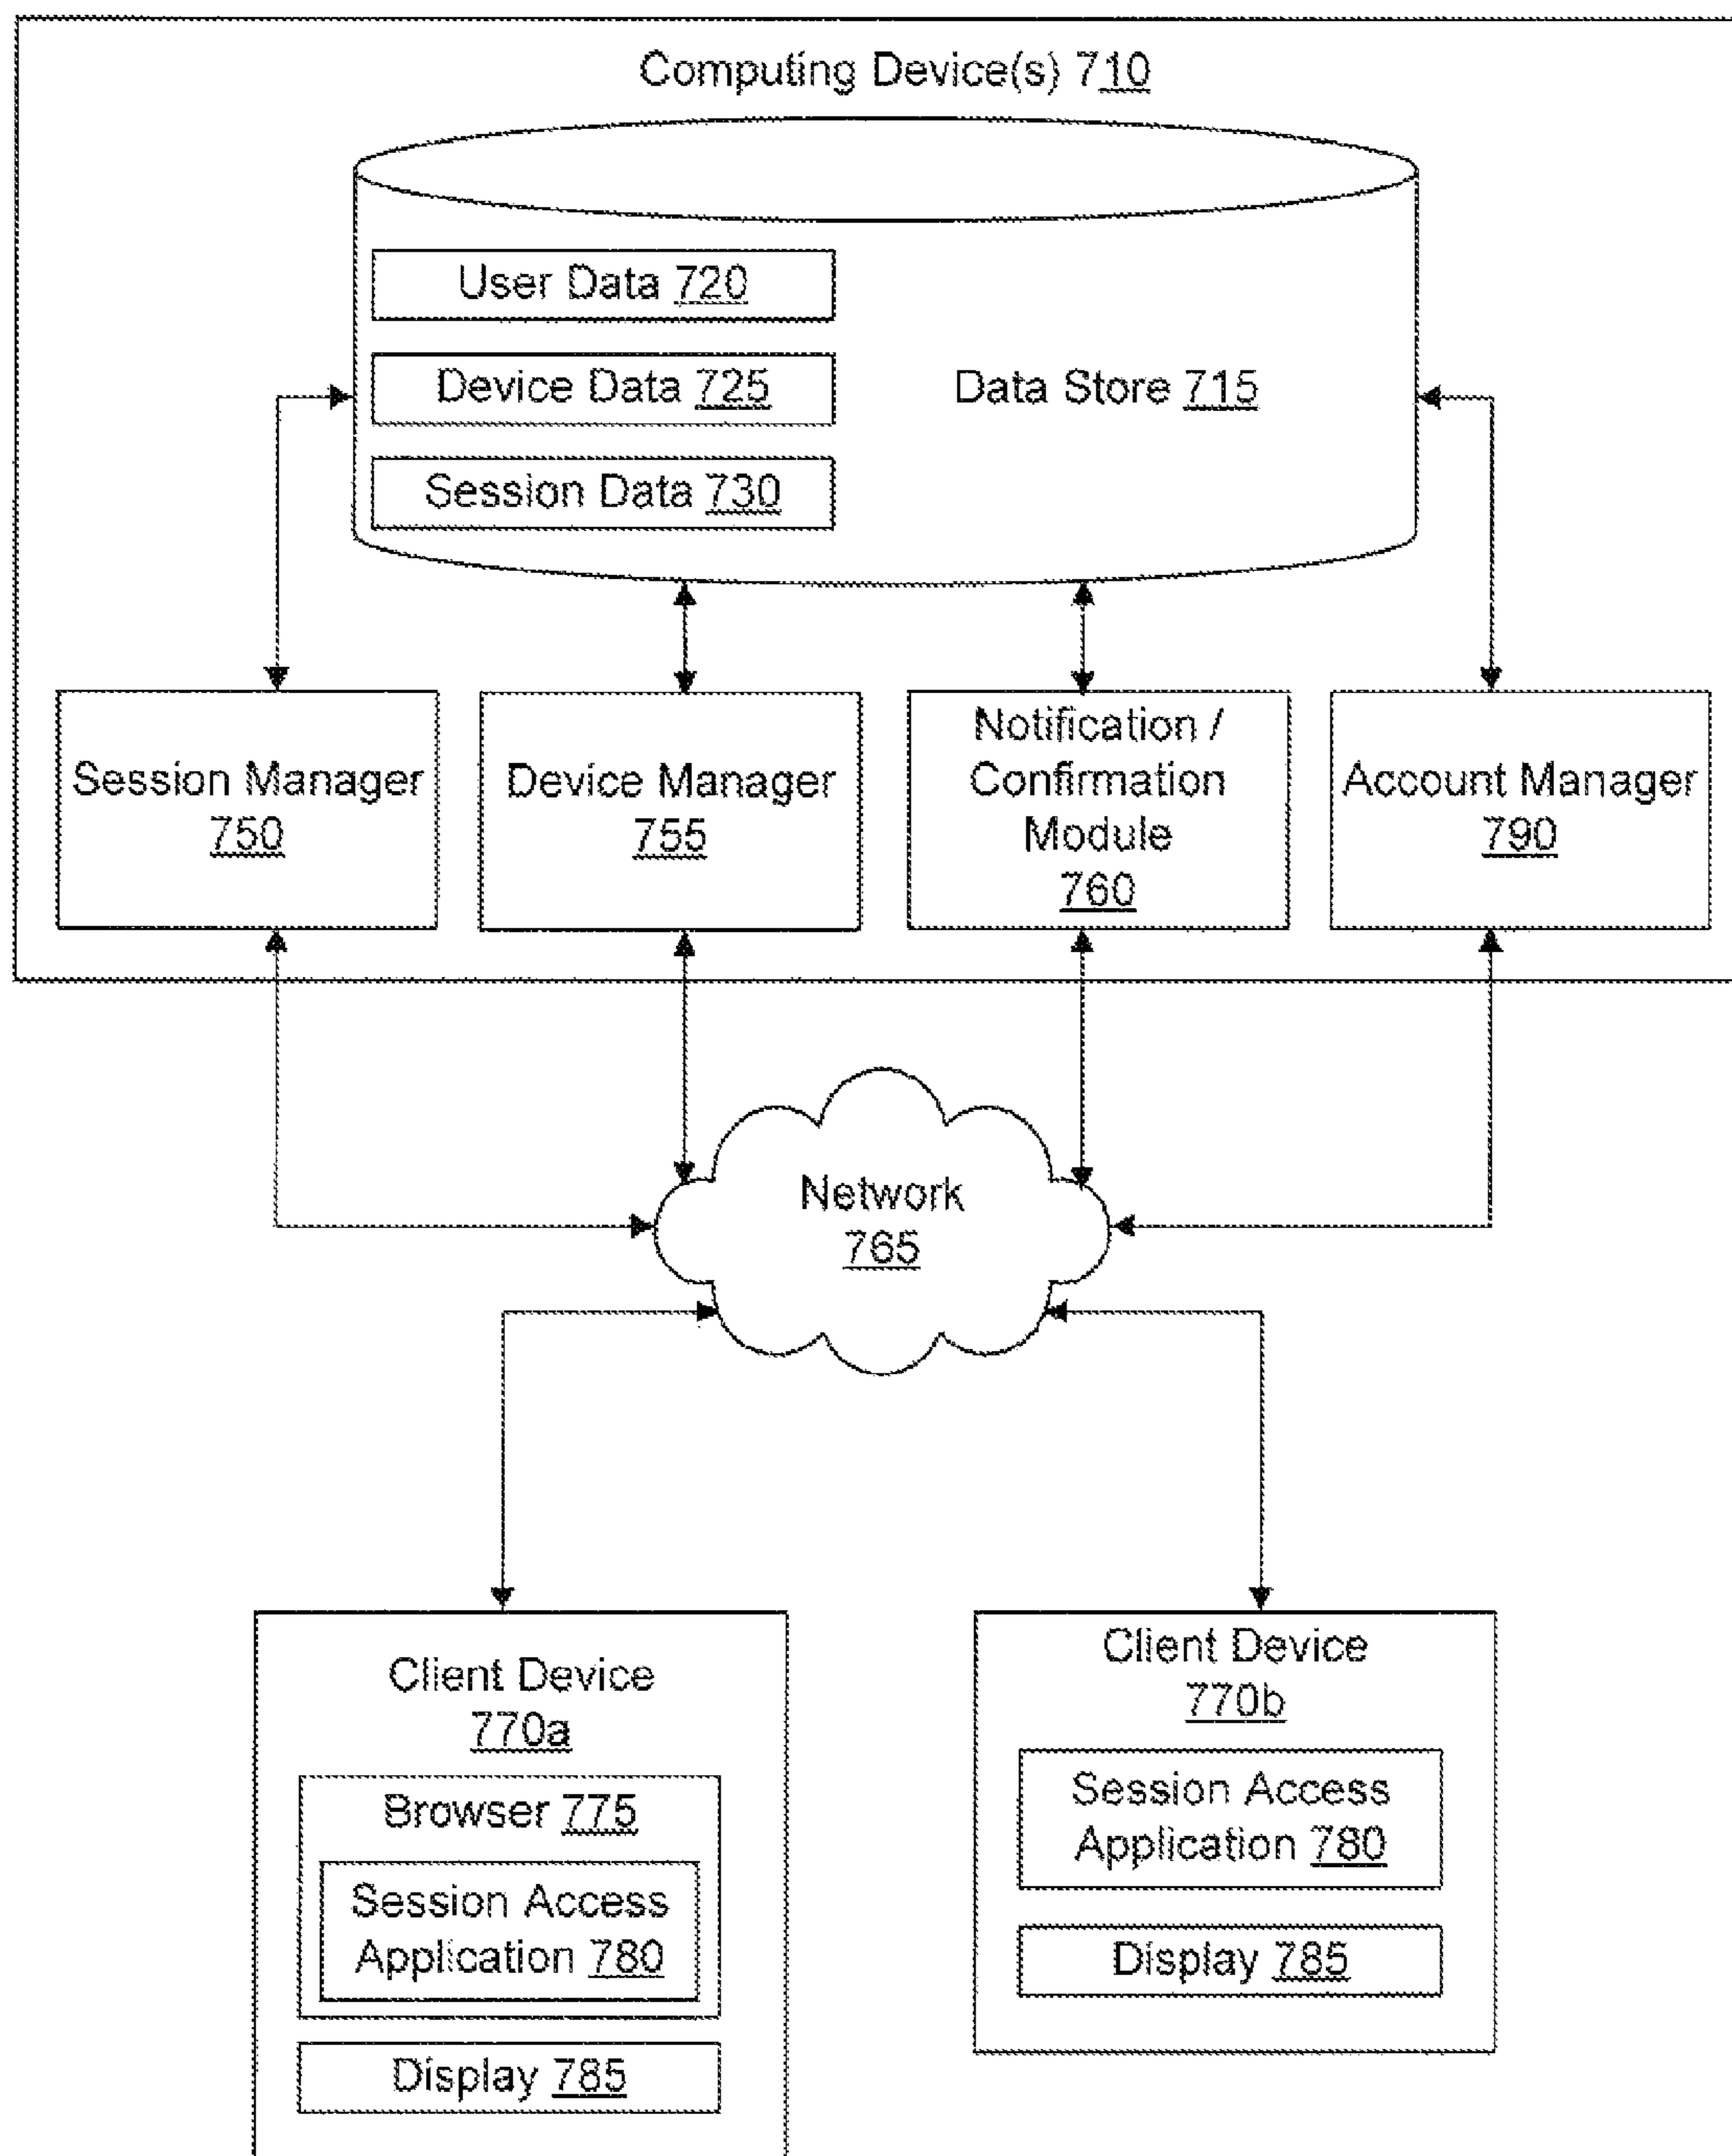 Computing Device(s) 710
User Data 720
Device Data 725
Data Store 715
Session Data 730
Session Manager
750
Device Manager
755
Notification /
Confirmation
Module
760
Account Manager
790
Network
765
Client Device
770a
Browser 775
Session Access
Application 780
Display 785
Client Device
770b
Session Access
Application 780
Display 785